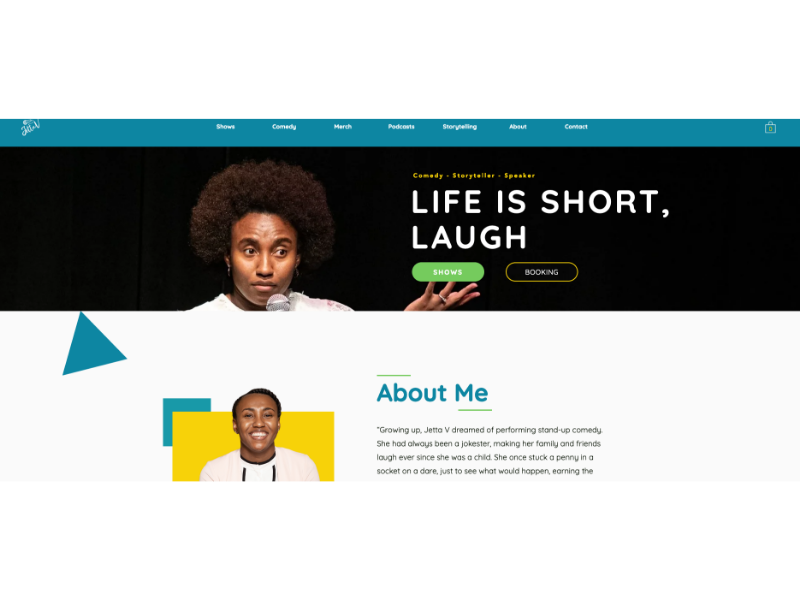 Jetta V
Shows Comedy Merch Podcasts Storytelling About Contact
0
Comedy - Storyteller - Speaker
LIFE IS SHORT,
LAUGH
SHOWS BOOKING
About Me
"Growing up, Jetta V dreamed of performing stand-up comedy.
She had always been a jokester, making her family and friends
laugh ever since she was a child. She once stuck a penny in a
socket on a dare, just to see what would happen, earning the